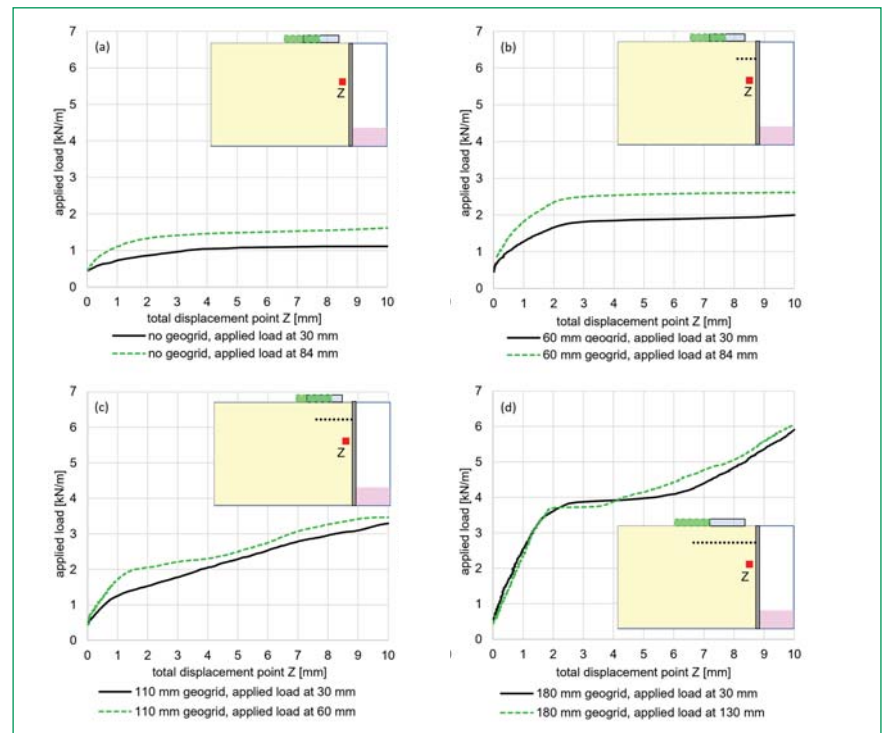 (a)
7
6
5
4
3
2
1
0
applied load [kN/m]
Z
0 1 2 3 4 5 6 7 8 9 10
total displacement point Z [mm]
no geogrid, applied load at 30 mm
no geogrid, applied load at 84 mm
(b)
7
6
5
4
3
2
1
0
applied load [kN/m]
Z
0 1 2 3 4 5 6 7 8 9 10
total displacement point Z [mm]
60 mm geogrid, applied load at 30 mm
60 mm geogrid, applied load at 84 mm
(c)
7
6
5
4
3
2
1
0
applied load [kN/m]
Z
0 1 2 3 4 5 6 7 8 9 10
total displacement point Z [mm]
110 mm geogrid, applied load at 30 mm
110 mm geogrid, applied load at 60 mm
(d)
7
6
5
4
3
2
1
0
applied load [kN/m]
Z
0 1 2 3 4 5 6 7 8 9 10
total displacement point Z [mm]
180 mm geogrid, applied load at 30 mm
180 mm geogrid, applied load at 130 mm